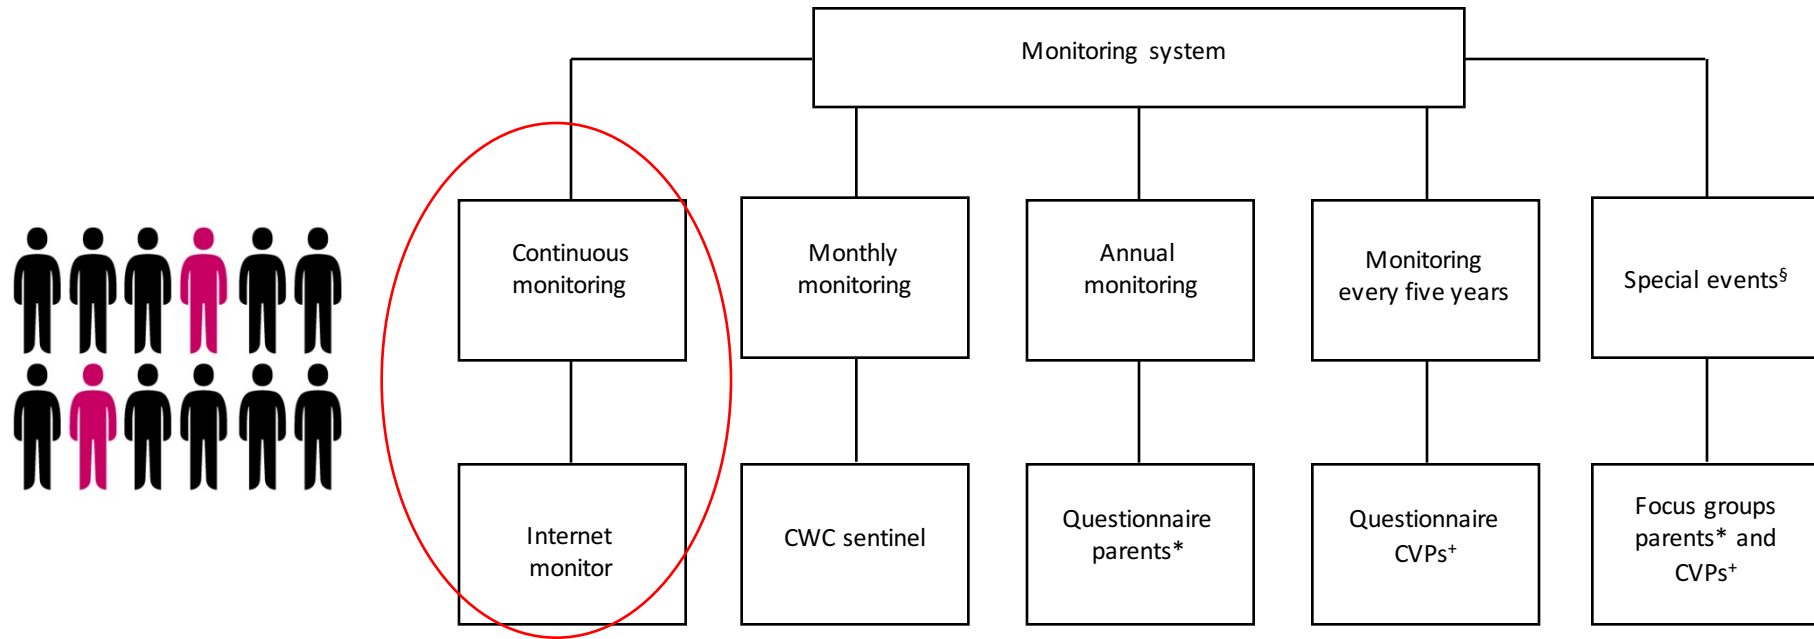 Monitoring system
Continuous
monitoring
Monthly
monitoring
Annual
monitoring
Monitoring
every five years
Special events§
Internet
monitor
CWC sentinel
Questionnaire
parents*
Questionnaire
CVPs⁺
Focus groups
parents* and
CVPs⁺